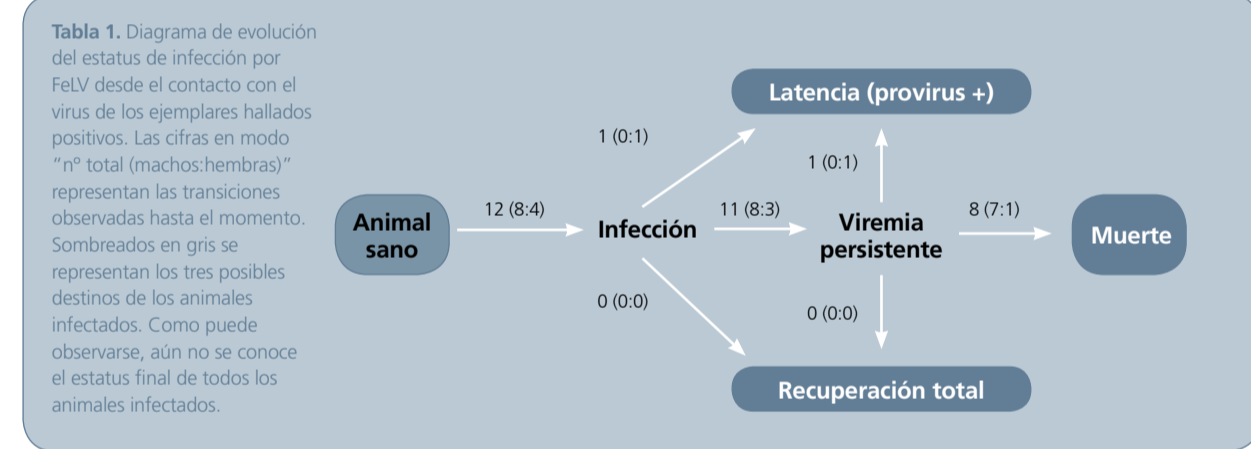 Tabla 1. Diagrama de evolución
del estatus de infección por
FeLV desde el contacto con el
virus de los ejemplares hallados
positivos. Las cifras en modo
“nº total (machos:hembras)”
representan las transiciones
observadas hasta el momento.
Sombreados en gris se
representan los tres posibles
destinos de los animales
infectados. Como puede
observarse, aún no se conoce
el estatus final de todos los
animales infectados.
Latencia (provirus +)
1 (0:1)
1 (0:1)
Animal
sano
12 (8:4)
Infección
11 (8:3)
Viremia
persistente
8 (7:1)
Muerte
0 (0:0)
0 (0:0)
Recuperación total